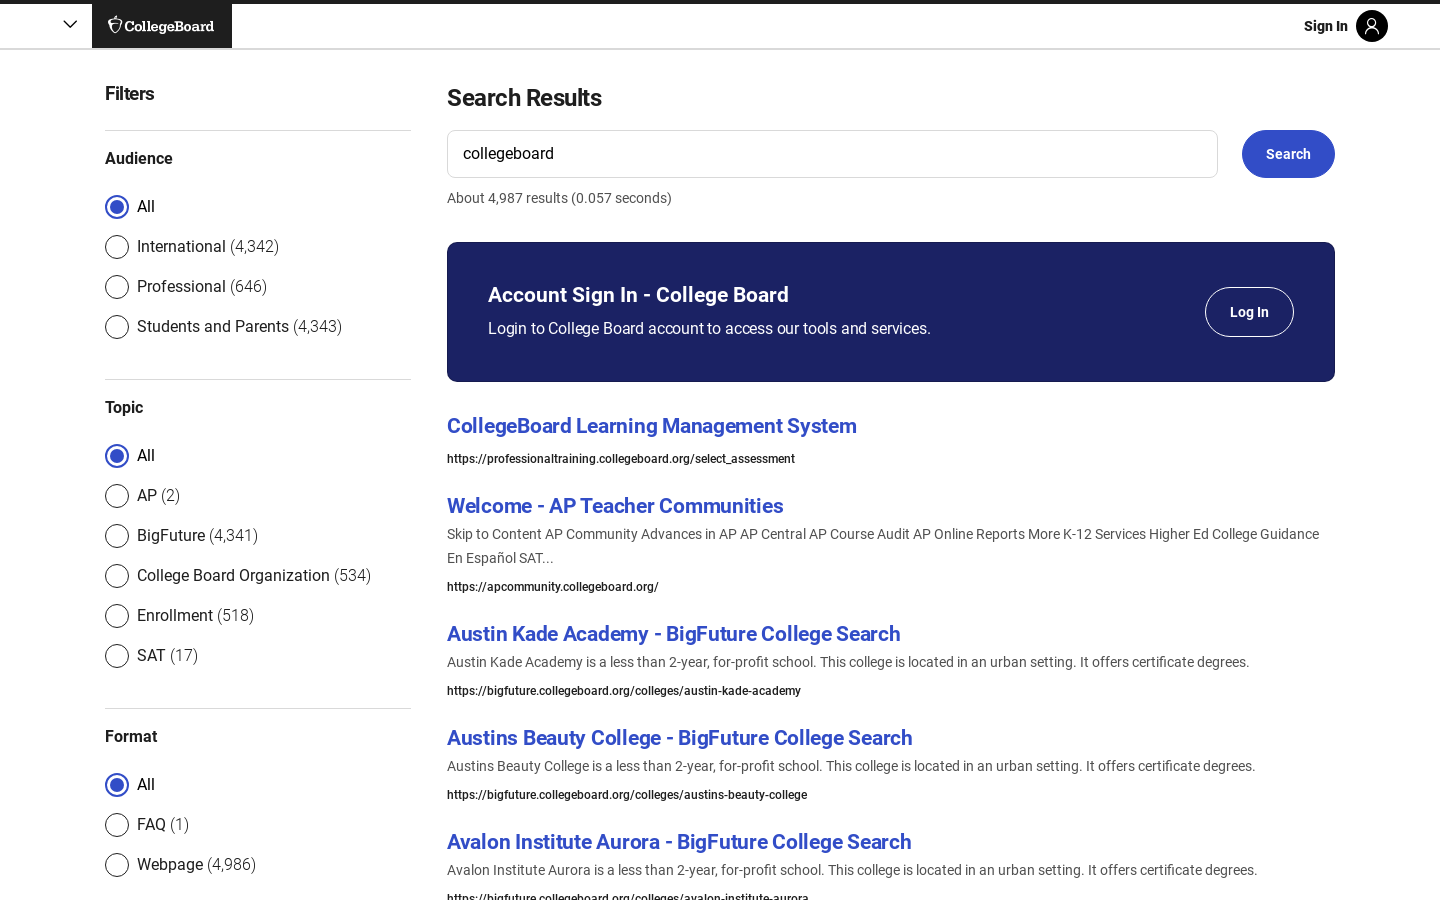 CollegeBoard
Sign In
Filters
Audience
All
International (4,342)
Professional (646)
Students and Parents (4,343)
Topic
All
AP (2)
BigFuture (4,341)
College Board Organization (534)
Enrollment (518)
SAT (17)
Format
All
FAQ (1)
Webpage (4,986)
Search Results
collegeboard
Search
About 4,987 results (0.057 seconds)
Account Sign In - College Board
Login to College Board account to access our tools and services.
Log In
CollegeBoard Learning Management System
https://professionaltraining.collegeboard.org/select_assessment
Welcome - AP Teacher Communities
Skip to Content AP Community Advances in AP AP Central AP Course Audit AP Online Reports More K-12 Services Higher Ed College Guidance
En Español SAT...
https://apcommunity.collegeboard.org/
Austin Kade Academy - BigFuture College Search
Austin Kade Academy is a less than 2-year, for-profit school. This college is located in an urban setting. It offers certificate degrees.
https://bigfuture.collegeboard.org/colleges/austin-kade-academy
Austins Beauty College - BigFuture College Search
Austins Beauty College is a less than 2-year, for-profit school. This college is located in an urban setting. It offers certificate degrees.
https://bigfuture.collegeboard.org/colleges/austins-beauty-college
Avalon Institute Aurora - BigFuture College Search
Avalon Institute Aurora is a less than 2-year, for-profit school. This college is located in an urban setting. It offers certificate degrees.
https://bigfuture.collegeboard.org/colleges/avalon-institute-aurora